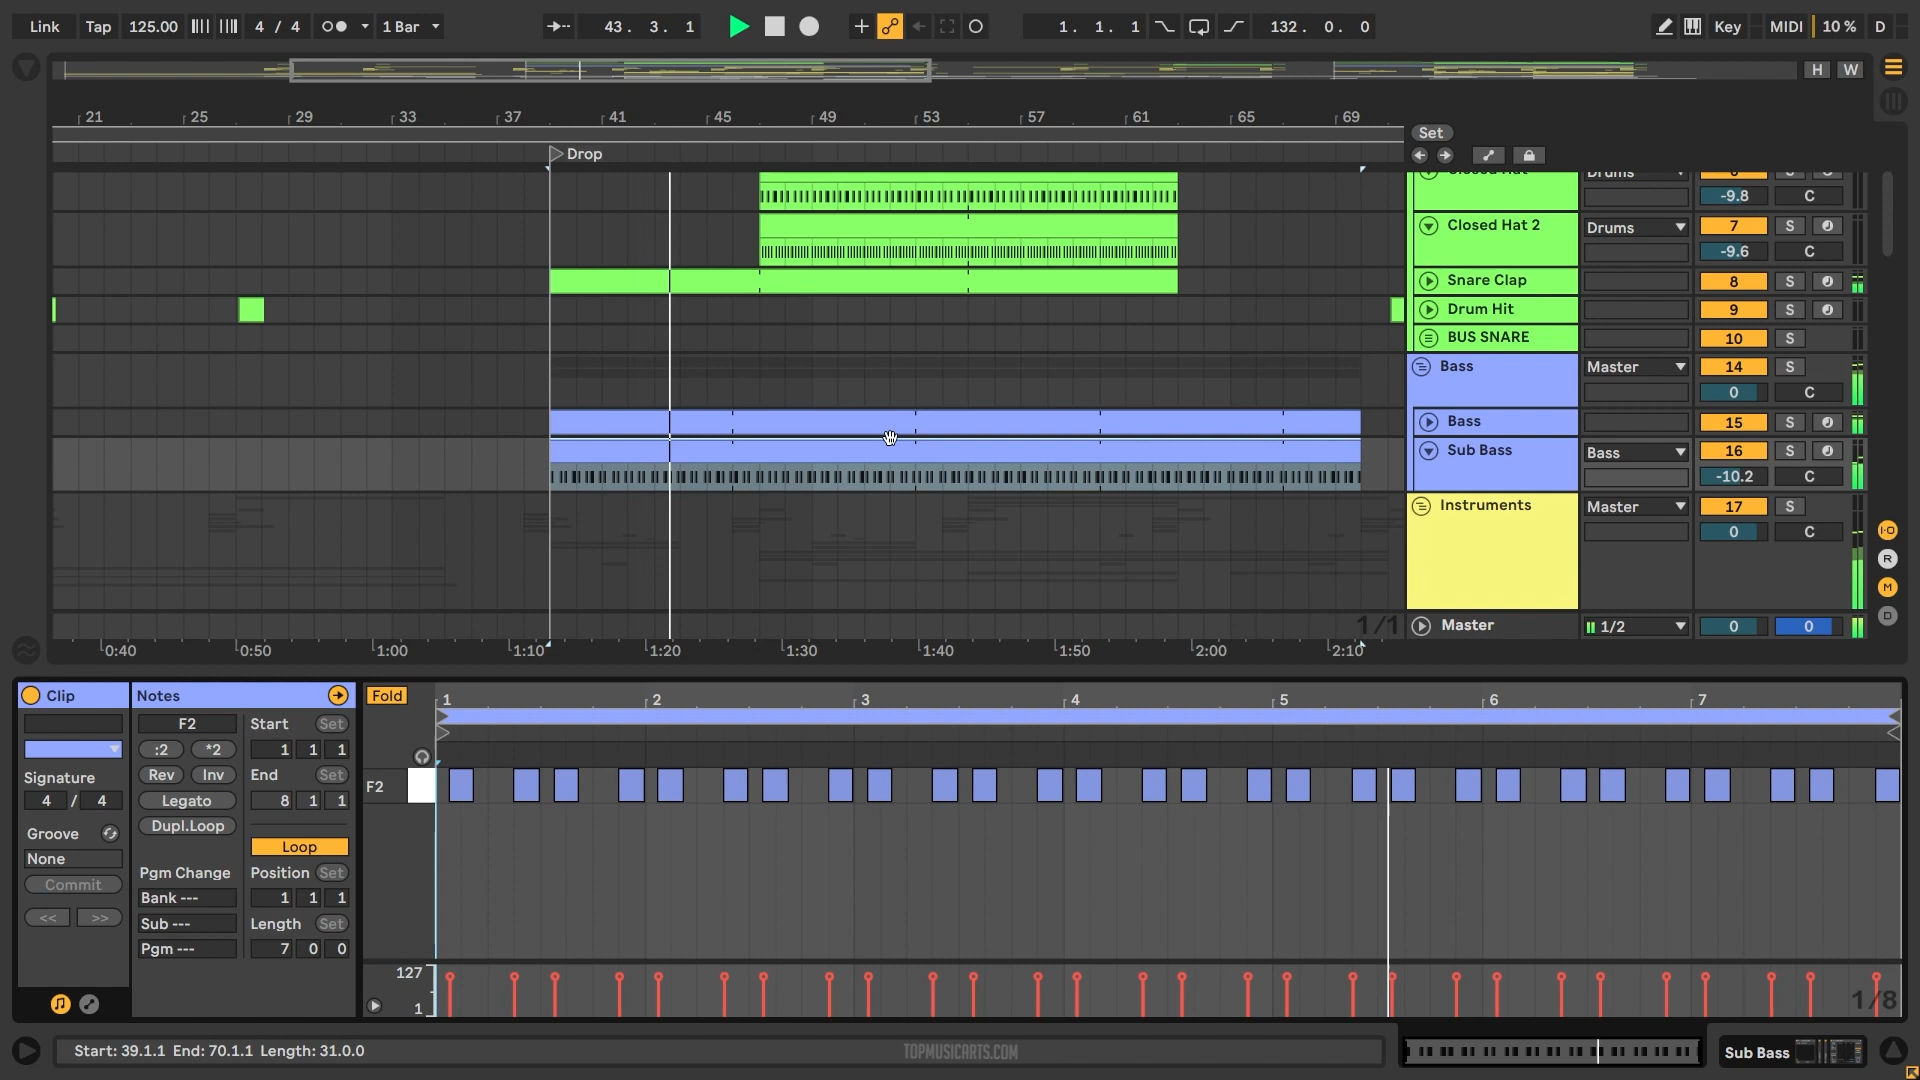 Link Tap 125.00 4 / 4 1 Bar 43. 3. 1 1. 1. 1 132. 0. 0 Key MIDI 10 % D
H W
21 25 29 33 37 41 45 49 53 57 61 65 69
Set
Drop
Drums -9.8 C
Closed Hat 2 Drums 7 S
-9.6 C
Snare Clap 8 S
Drum Hit 9 S
BUS SNARE 10 S
Bass Master 14 S
0 C
Bass 15 S
Sub Bass Bass 16 S
-10.2 C
Instruments Master 17 S
0 C
I·O
R
M
D
1/1
Master 1/2 0 0
0:40 0:50 1:00 1:10 1:20 1:30 1:40 1:50 2:00 2:10
Clip Notes Fold
1 2 3 4 5 6 7
F2 Start Set
:2 *2 1 1 1
Signature Rev Inv End Set
4 / 4 Legato 8 1 1
F2
Groove Dupl.Loop
None Loop
Commit Pgm Change Position Set
Bank --- 1 1 1
<< >> Sub --- Length Set
Pgm --- 7 0 0
127
1
1/8
Start: 39.1.1 End: 70.1.1 Length: 31.0.0
TOPMUSICARTS.COM
Sub Bass